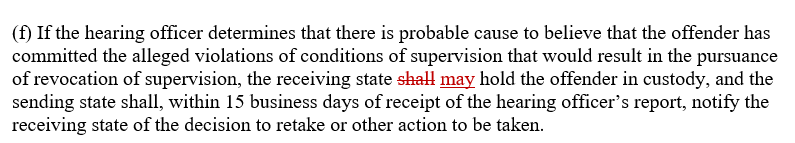 (f) If the hearing officer determines that there is probable cause to believe that the offender has
committed the alleged violations of conditions of supervision that would result in the pursuance
of revocation of supervision, the receiving state shall may hold the offender in custody, and the
sending state shall, within 15 business days of receipt of the hearing officer’s report, notify the
receiving state of the decision to retake or other action to be taken.